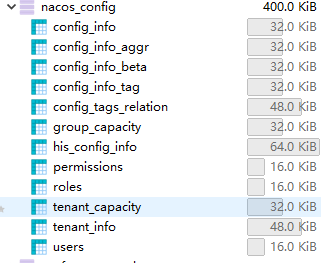 nacos_config 400.0 KiB
config_info 32.0 KiB
config_info_aggr 32.0 KiB
config_info_beta 32.0 KiB
config_info_tag 32.0 KiB
config_tags_relation 48.0 KiB
group_capacity 32.0 KiB
his_config_info 64.0 KiB
permissions 16.0 KiB
roles 16.0 KiB
tenant_capacity 32.0 KiB
tenant_info 48.0 KiB
users 16.0 KiB